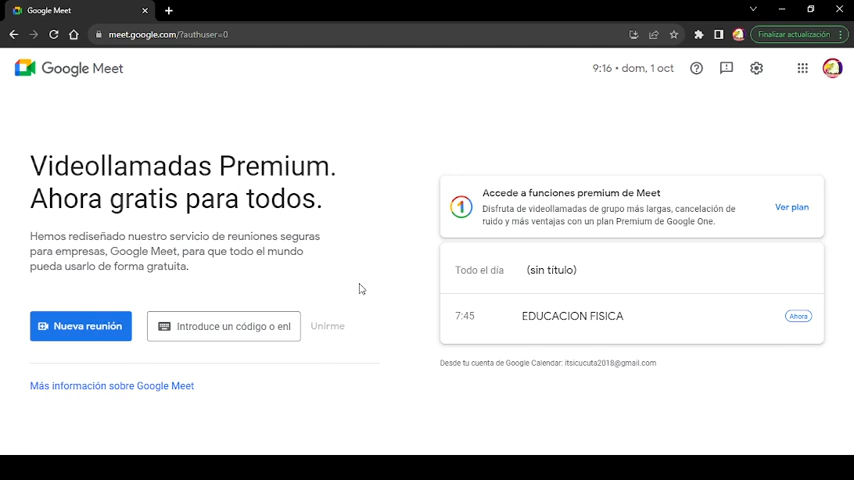 Google Meet
meet.google.com/?authuser=0
Finalizar actualización
Google Meet
9:16 • dom, 1 oct
Videollamadas Premium.
Ahora gratis para todos.
Hemos rediseñado nuestro servicio de reuniones seguras
para empresas, Google Meet, para que todo el mundo
pueda usarlo de forma gratuita.
Nueva reunión
Introduce un código o enl
Unirme
Más información sobre Google Meet
Accede a funciones premium de Meet
Disfruta de videollamadas de grupo más largas, cancelación de
ruido y más ventajas con un plan Premium de Google One.
Ver plan
Todo el día
(sin título)
7:45
EDUCACION FISICA
Ahora
Desde tu cuenta de Google Calendar: itsicucuta2018@gmail.com